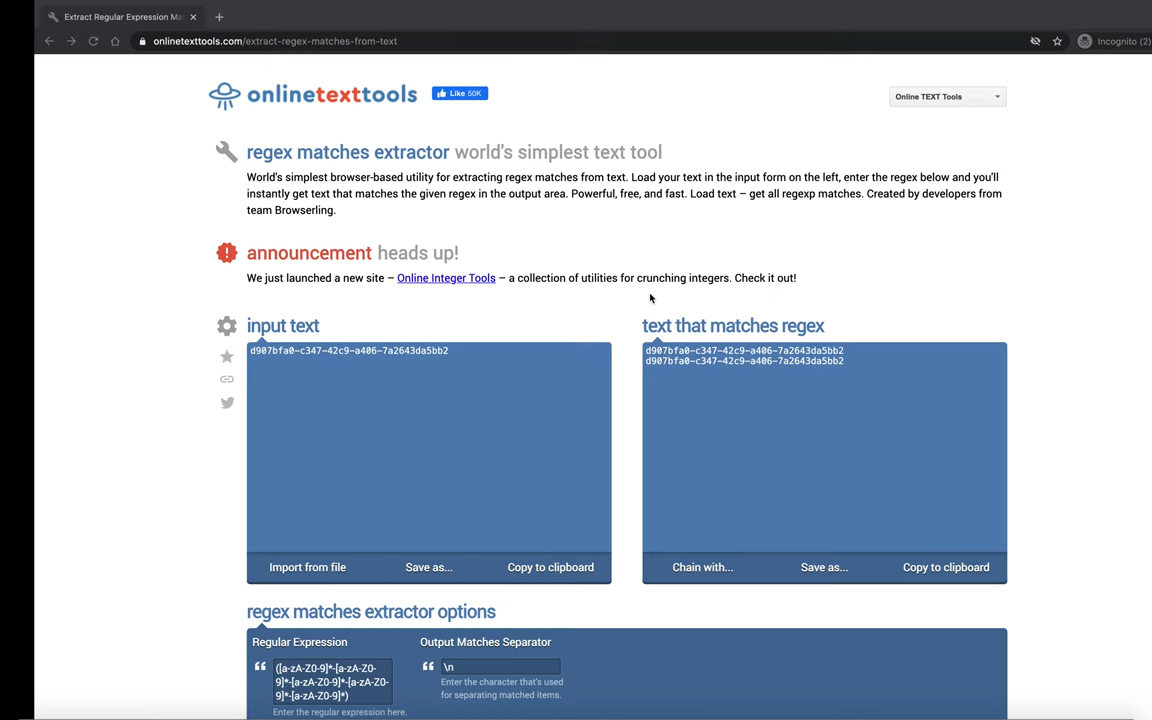 Extract Regular Expression Ma
onlinetexttools.com/extract-regex-matches-from-text
Incognito (2)
onlinetexttools
Like 50K
Online TEXT Tools
regex matches extractor world's simplest text tool
World's simplest browser-based utility for extracting regex matches from text. Load your text in the input form on the left, enter the regex below and you'll
instantly get text that matches the given regex in the output area. Powerful, free, and fast. Load text – get all regexp matches. Created by developers from
team Browserling.
announcement heads up!
We just launched a new site – Online Integer Tools – a collection of utilities for crunching integers. Check it out!
input text
text that matches regex
d907bfa0-c347-42c9-a406-7a2643da5bb2
d907bfa0-c347-42c9-a406-7a2643da5bb2
d907bfa0-c347-42c9-a406-7a2643da5bb2
Import from file
Save as...
Copy to clipboard
Chain with...
Save as...
Copy to clipboard
regex matches extractor options
Regular Expression
Output Matches Separator
([a-zA-Z0-9]*-[a-zA-Z0-
9]*-[a-zA-Z0-9]*-[a-zA-Z0-
9]*-[a-zA-Z0-9]*)
Enter the regular expression here.
\n
Enter the character that's used
for separating matched items.